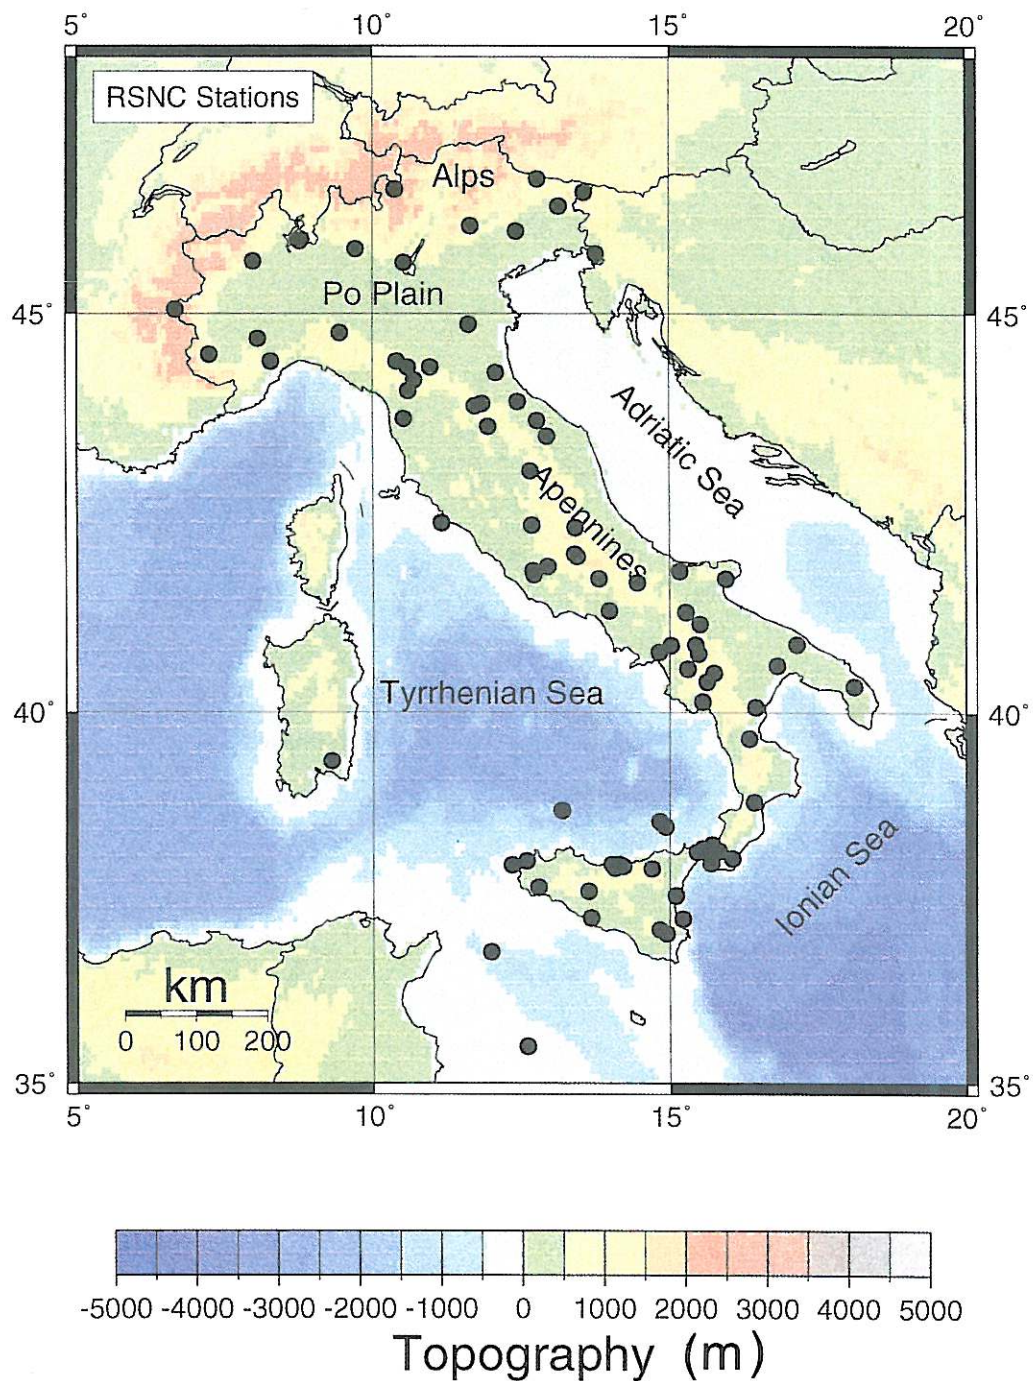 5° 10° 15° 20°
RSNC Stations
Alps
Po Plain
45° 45°
Adriatic Sea
Apennines
Tyrrhenian Sea
40° 40°
Ionian Sea
km
0 100 200
35° 35°
5° 10° 15° 20°
-5000 -4000 -3000 -2000 -1000 0 1000 2000 3000 4000 5000
Topography (m)